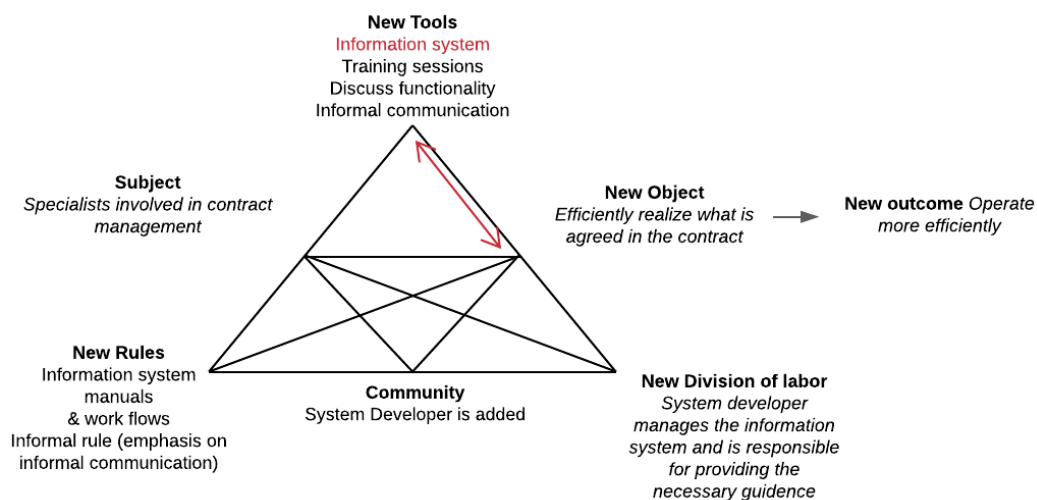 New Tools
Information system
Training sessions
Discuss functionality
Informal communication
Subject
Specialists involved in contract
management
New Object
Efficiently realize what is
agreed in the contract
New outcome Operate
more efficiently
New Rules
Information system
manuals
& work flows
Informal rule (emphasis on
informal communication)
Community
System Developer is added
New Division of labor
System developer
manages the information
system and is responsible
for providing the
necessary guidence